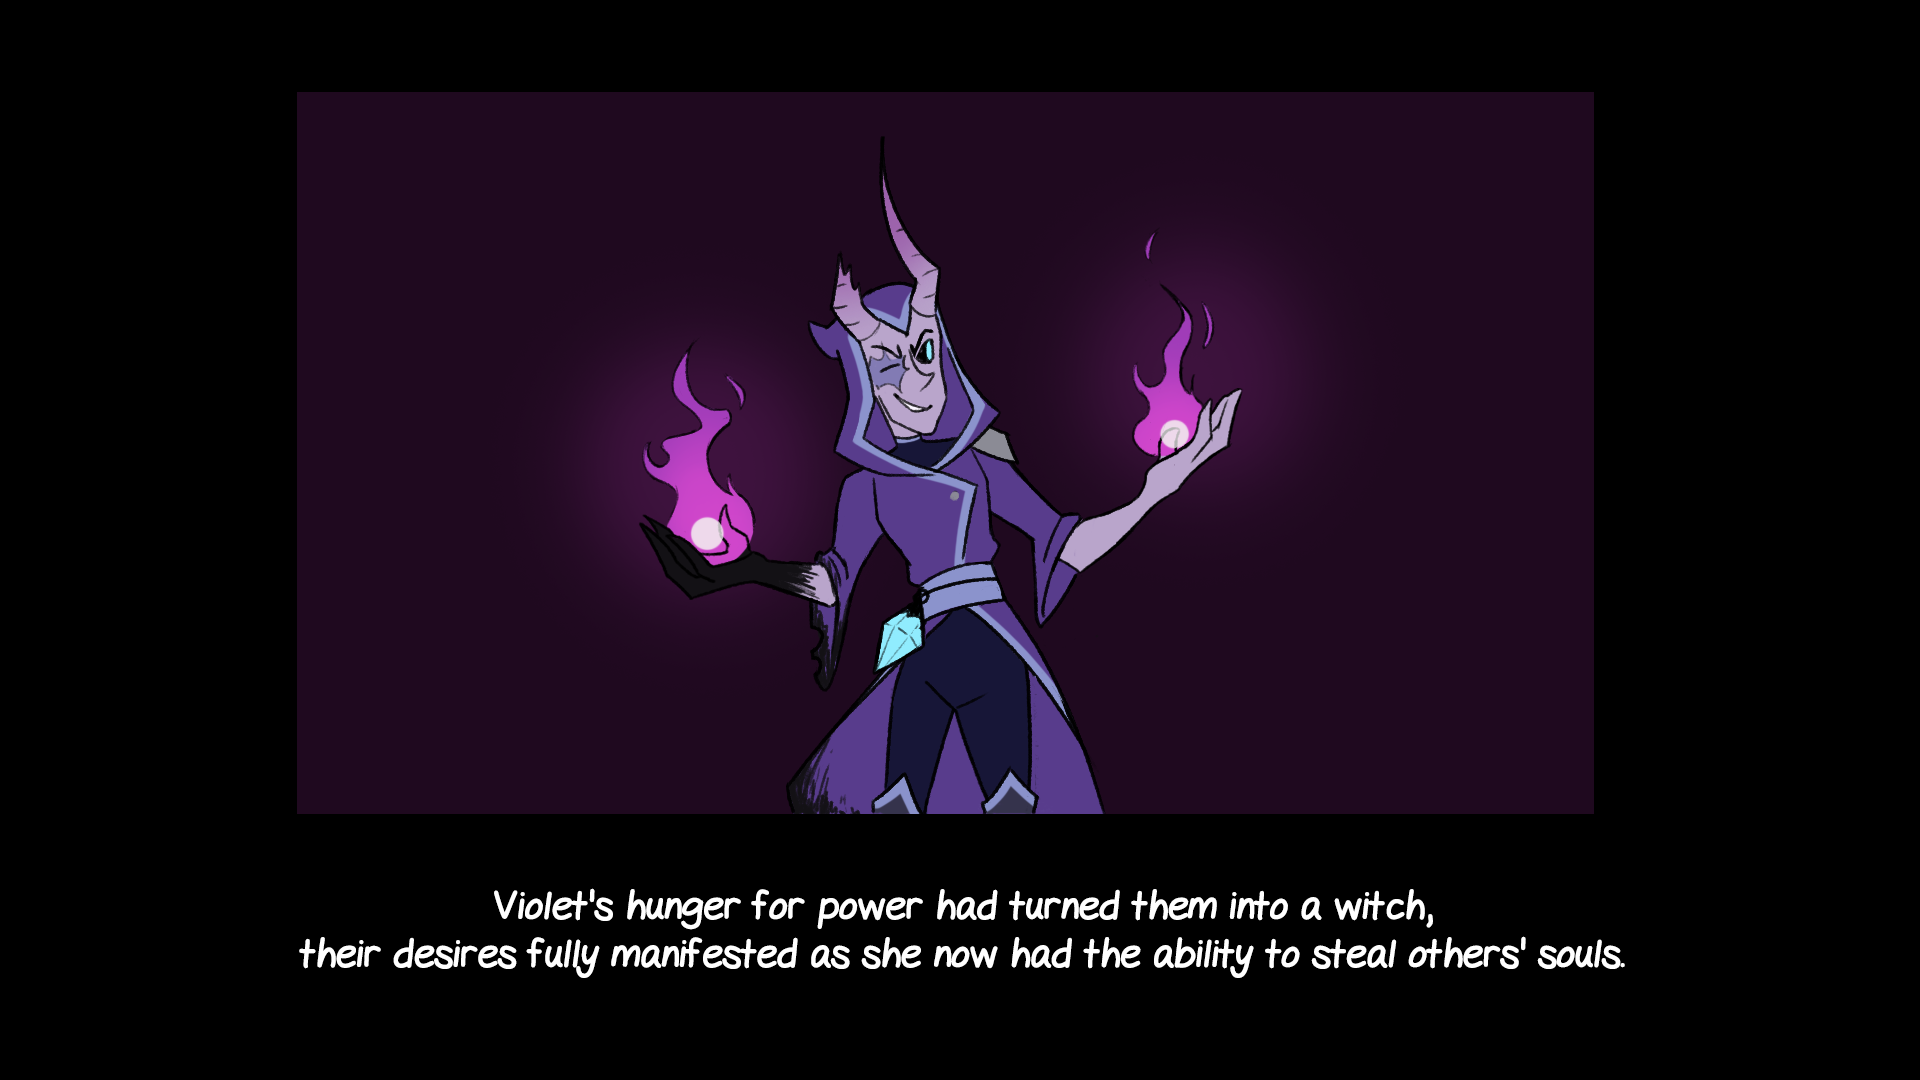 Violet's hunger for power had turned them into a witch,
their desires fully manifested as she now had the ability to steal others' souls.